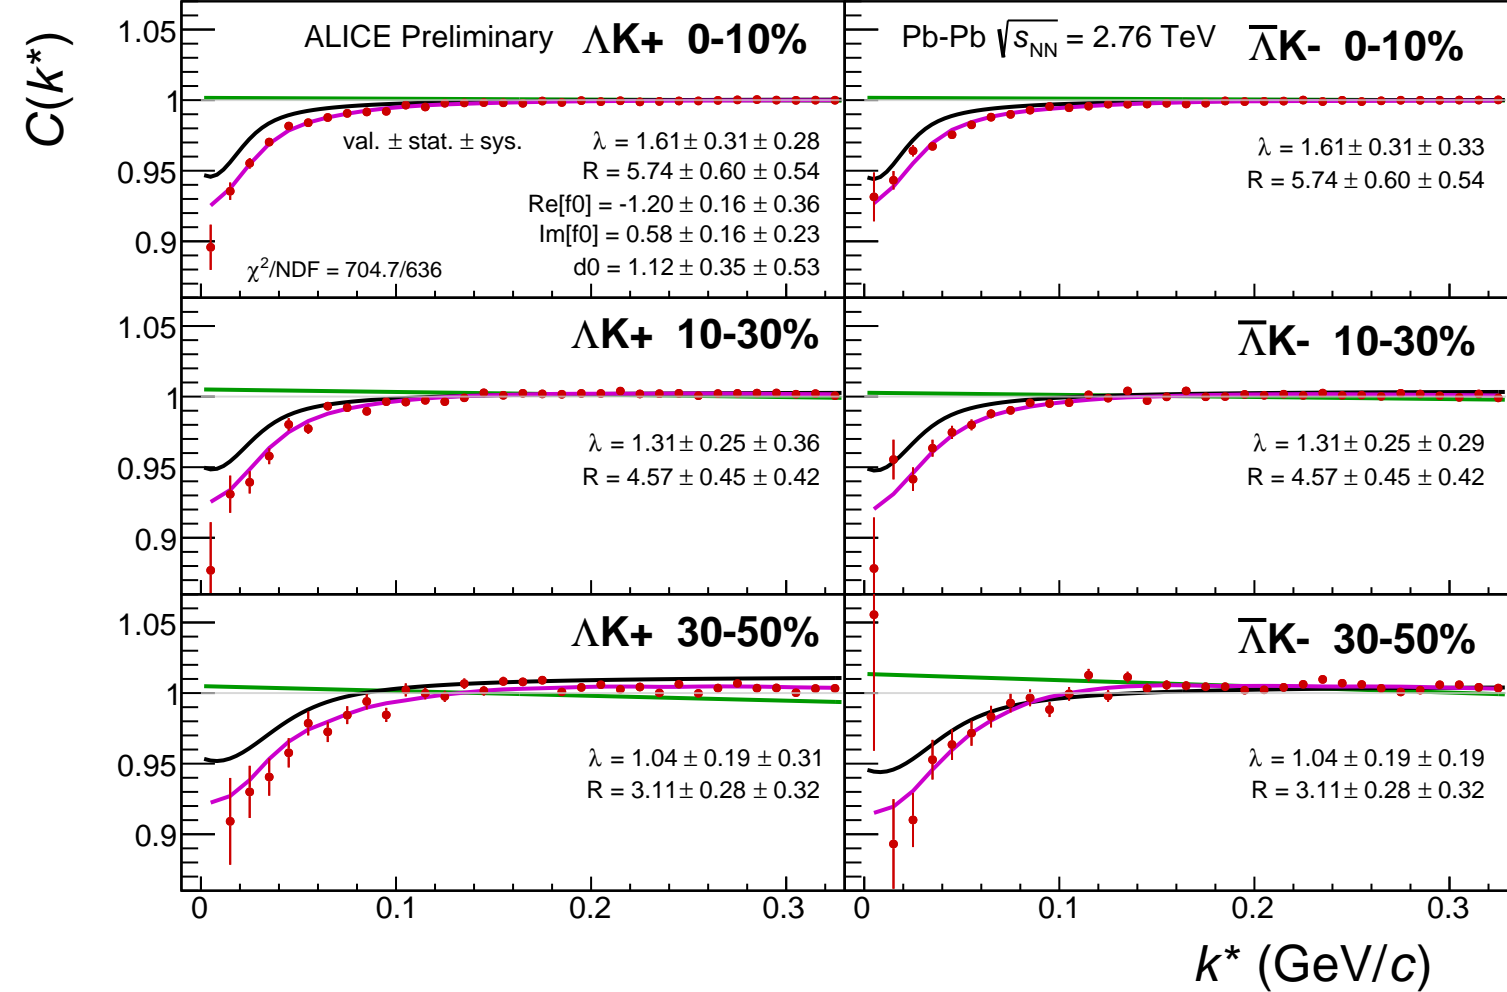 C(k*)
ALICE Preliminary ΛK+ 0-10%
val. ± stat. ± sys.
λ = 1.61± 0.31 ± 0.28
R = 5.74 ± 0.60 ± 0.54
Re[f0] = -1.20 ± 0.16 ± 0.36
Im[f0] = 0.58 ± 0.16 ± 0.23
d0 = 1.12 ± 0.35 ± 0.53
χ²/NDF = 704.7/636
1.05
1
0.95
0.9
Pb-Pb √sNN = 2.76 TeV Λ̅K- 0-10%
λ = 1.61± 0.31 ± 0.33
R = 5.74 ± 0.60 ± 0.54
ΛK+ 10-30%
λ = 1.31± 0.25 ± 0.36
R = 4.57 ± 0.45 ± 0.42
1.05
1
0.95
0.9
Λ̅K- 10-30%
λ = 1.31± 0.25 ± 0.29
R = 4.57 ± 0.45 ± 0.42
ΛK+ 30-50%
λ = 1.04 ± 0.19 ± 0.31
R = 3.11± 0.28 ± 0.32
1.05
1
0.95
0.9
Λ̅K- 30-50%
λ = 1.04 ± 0.19 ± 0.19
R = 3.11± 0.28 ± 0.32
0 0.1 0.2 0.3
0 0.1 0.2 0.3
k* (GeV/c)